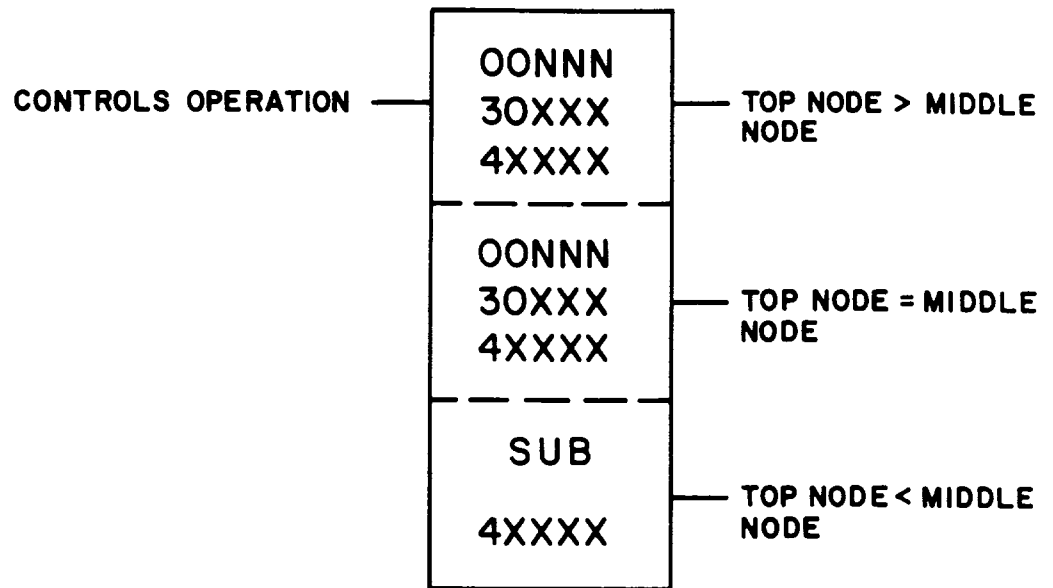 OONNN
30XXX
4XXXX
CONTROLS OPERATION
TOP NODE > MIDDLE
NODE
OONNN
30XXX
4XXXX
TOP NODE = MIDDLE
NODE
SUB
4XXXX
TOP NODE < MIDDLE
NODE